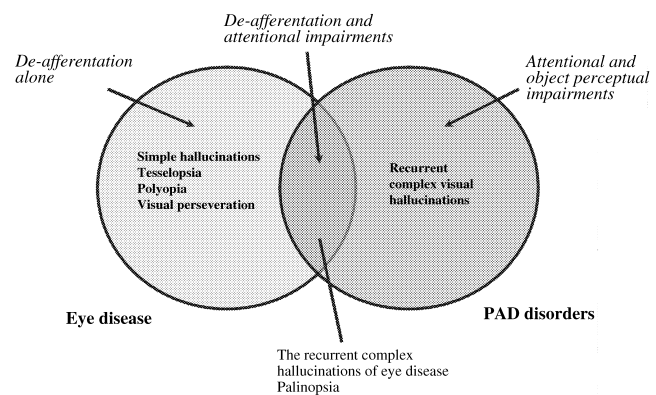 De-afferentation and
attentional impairments
De-afferentation
alone
Attentional and
object perceptual
impairments
Simple hallucinations
Tesselopsia
Polyopia
Visual perseveration
Recurrent
complex visual
hallucinations
Eye disease
PAD disorders
The recurrent complex
hallucinations of eye disease
Palinopsia